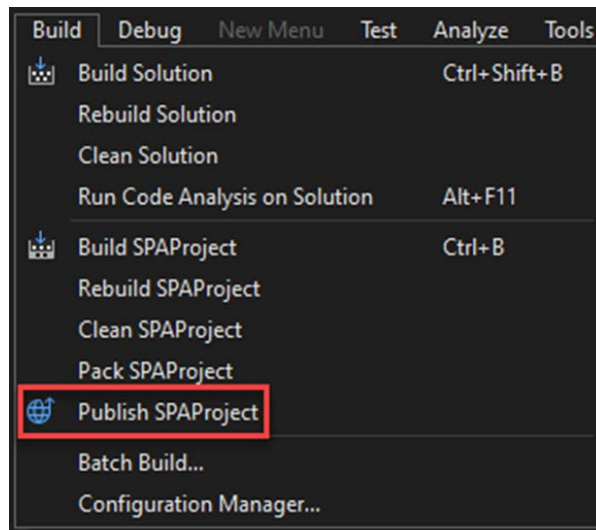 Build Debug New Menu Test Analyze Tools
Build Solution Ctrl+Shift+B
Rebuild Solution
Clean Solution
Run Code Analysis on Solution Alt+F11
Build SPAProject Ctrl+B
Rebuild SPAProject
Clean SPAProject
Pack SPAProject
Publish SPAProject
Batch Build...
Configuration Manager...